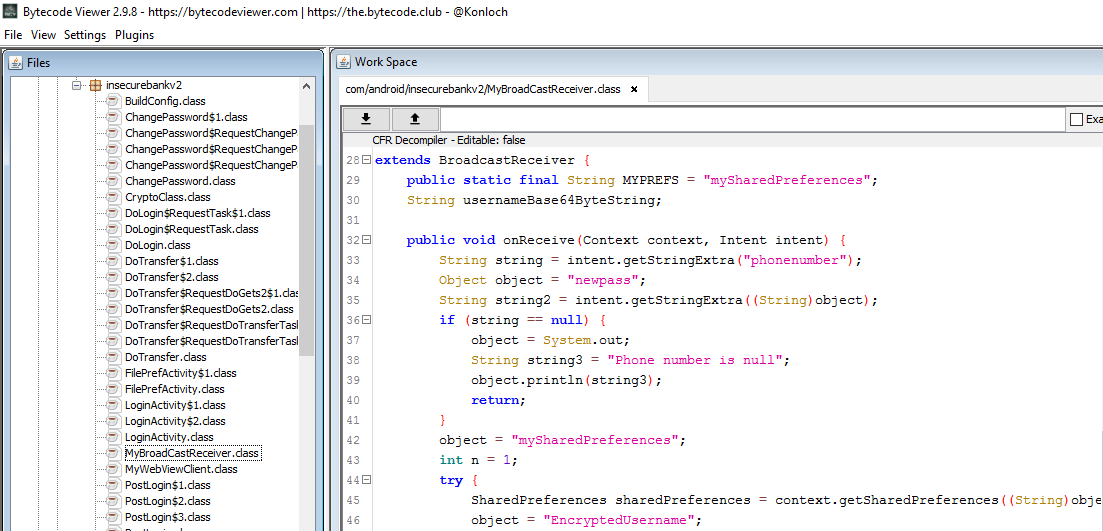 Bytecode Viewer 2.9.8 - https://bytecodeviewer.com | https://the.bytecode.club - @Konloch
File View Settings Plugins
Files
insecurebankv2
BuildConfig.class
ChangePassword$1.class
ChangePassword$RequestChangeP
ChangePassword$RequestChangeP
ChangePassword$RequestChangeP
ChangePassword.class
CryptoClass.class
DoLogin$RequestTask$1.class
DoLogin$RequestTask.class
DoLogin.class
DoTransfer$1.class
DoTransfer$2.class
DoTransfer$RequestDoGets2$1.clas
DoTransfer$RequestDoGets2.class
DoTransfer$RequestDoTransferTask
DoTransfer$RequestDoTransferTask
DoTransfer.class
FilePrefActivity$1.class
FilePrefActivity.class
LoginActivity$1.class
LoginActivity$2.class
LoginActivity.class
MyBroadCastReceiver.class
MyWebViewClient.class
PostLogin$1.class
PostLogin$2.class
PostLogin$3.class
Work Space
com/android/insecurebankv2/MyBroadCastReceiver.class ×
Exa
CFR Decompiler - Editable: false
28 extends BroadcastReceiver {
29 public static final String MYPREFS = "mySharedPreferences";
30 String usernameBase64ByteString;
31
32 public void onReceive(Context context, Intent intent) {
33 String string = intent.getStringExtra("phonenumber");
34 Object object = "newpass";
35 String string2 = intent.getStringExtra((String)object);
36 if (string == null) {
37 object = System.out;
38 String string3 = "Phone number is null";
39 object.println(string3);
40 return;
41 }
42 object = "mySharedPreferences";
43 int n = 1;
44 try {
45 SharedPreferences sharedPreferences = context.getSharedPreferences((String)obje
46 object = "EncryptedUsername";